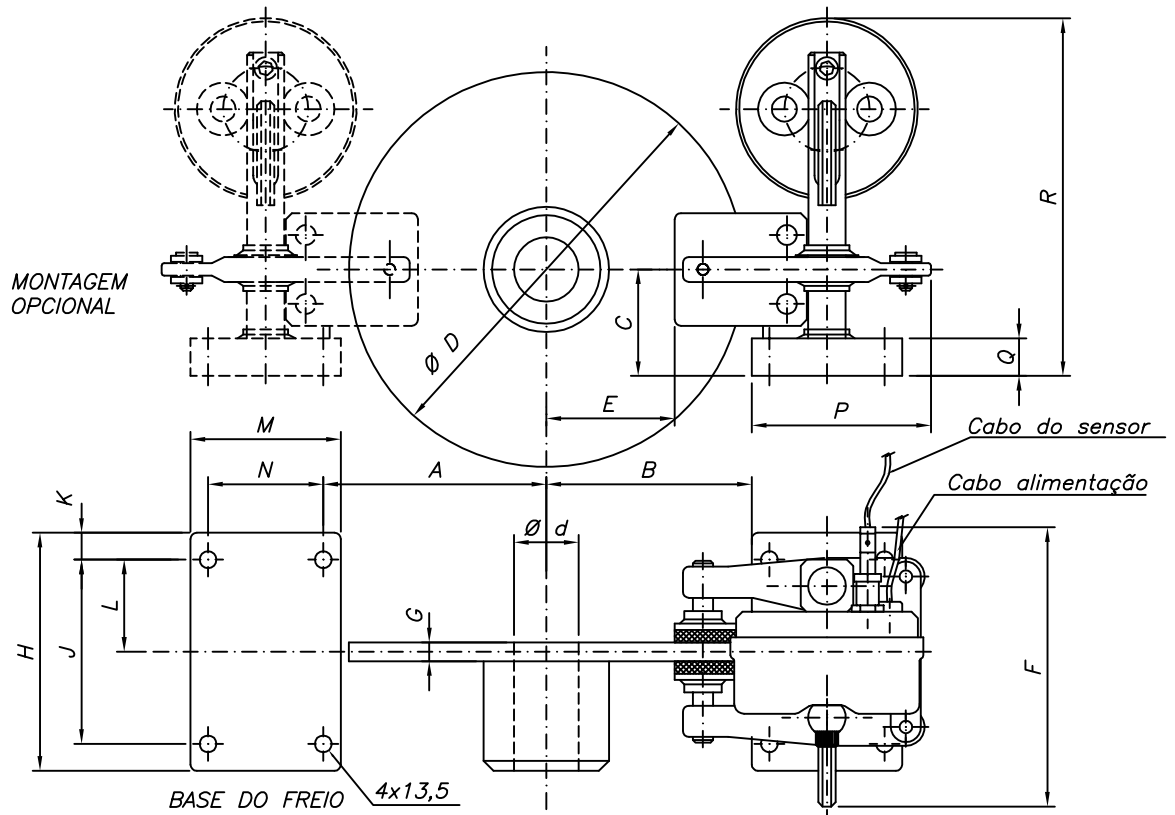 R
MONTAGEM
OPCIONAL
C
Ø D
Q
E
P
M
Cabo do sensor
N
A
B
K
Cabo alimentação
Ø d
L
G
H
J
F
4x13,5
BASE DO FREIO